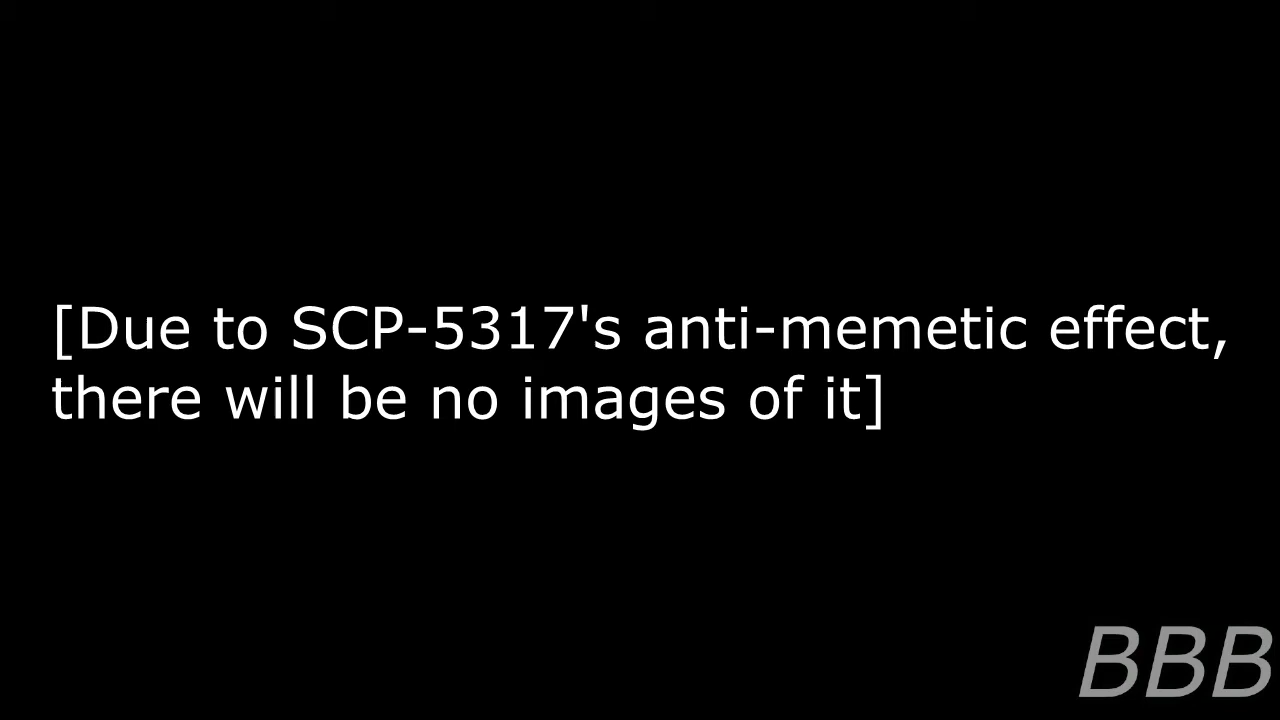 [Due to SCP-5317's anti-memetic effect,
there will be no images of it]
BBB